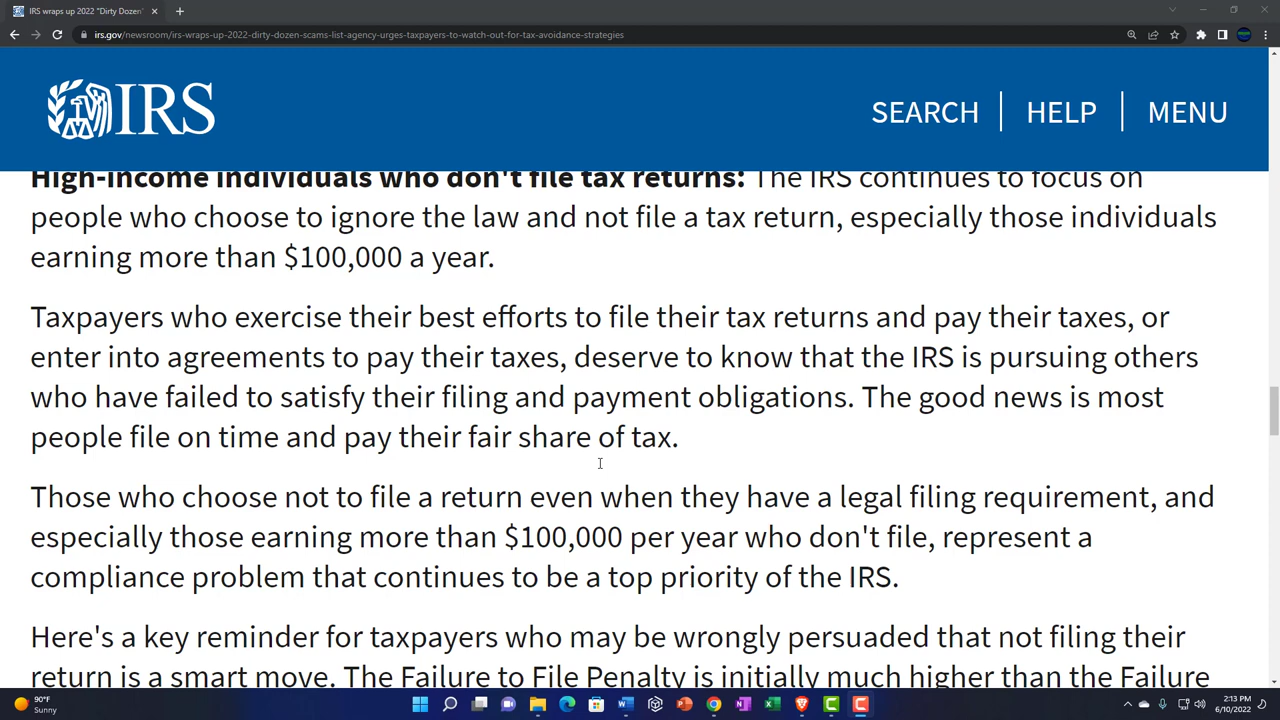 IRS wraps up 2022 "Dirty Dozen"
irs.gov/newsroom/irs-wraps-up-2022-dirty-dozen-scams-list-agency-urges-taxpayers-to-watch-out-for-tax-avoidance-strategies
IRS
SEARCH
HELP
MENU
High-income individuals who don't file tax returns: The IRS continues to focus on
people who choose to ignore the law and not file a tax return, especially those individuals
earning more than $100,000 a year.
Taxpayers who exercise their best efforts to file their tax returns and pay their taxes, or
enter into agreements to pay their taxes, deserve to know that the IRS is pursuing others
who have failed to satisfy their filing and payment obligations. The good news is most
people file on time and pay their fair share of tax.
Those who choose not to file a return even when they have a legal filing requirement, and
especially those earning more than $100,000 per year who don't file, represent a
compliance problem that continues to be a top priority of the IRS.
Here's a key reminder for taxpayers who may be wrongly persuaded that not filing their
return is a smart move. The Failure to File Penalty is initially much higher than the Failure
90°F
Sunny
2:13 PM
6/10/2022